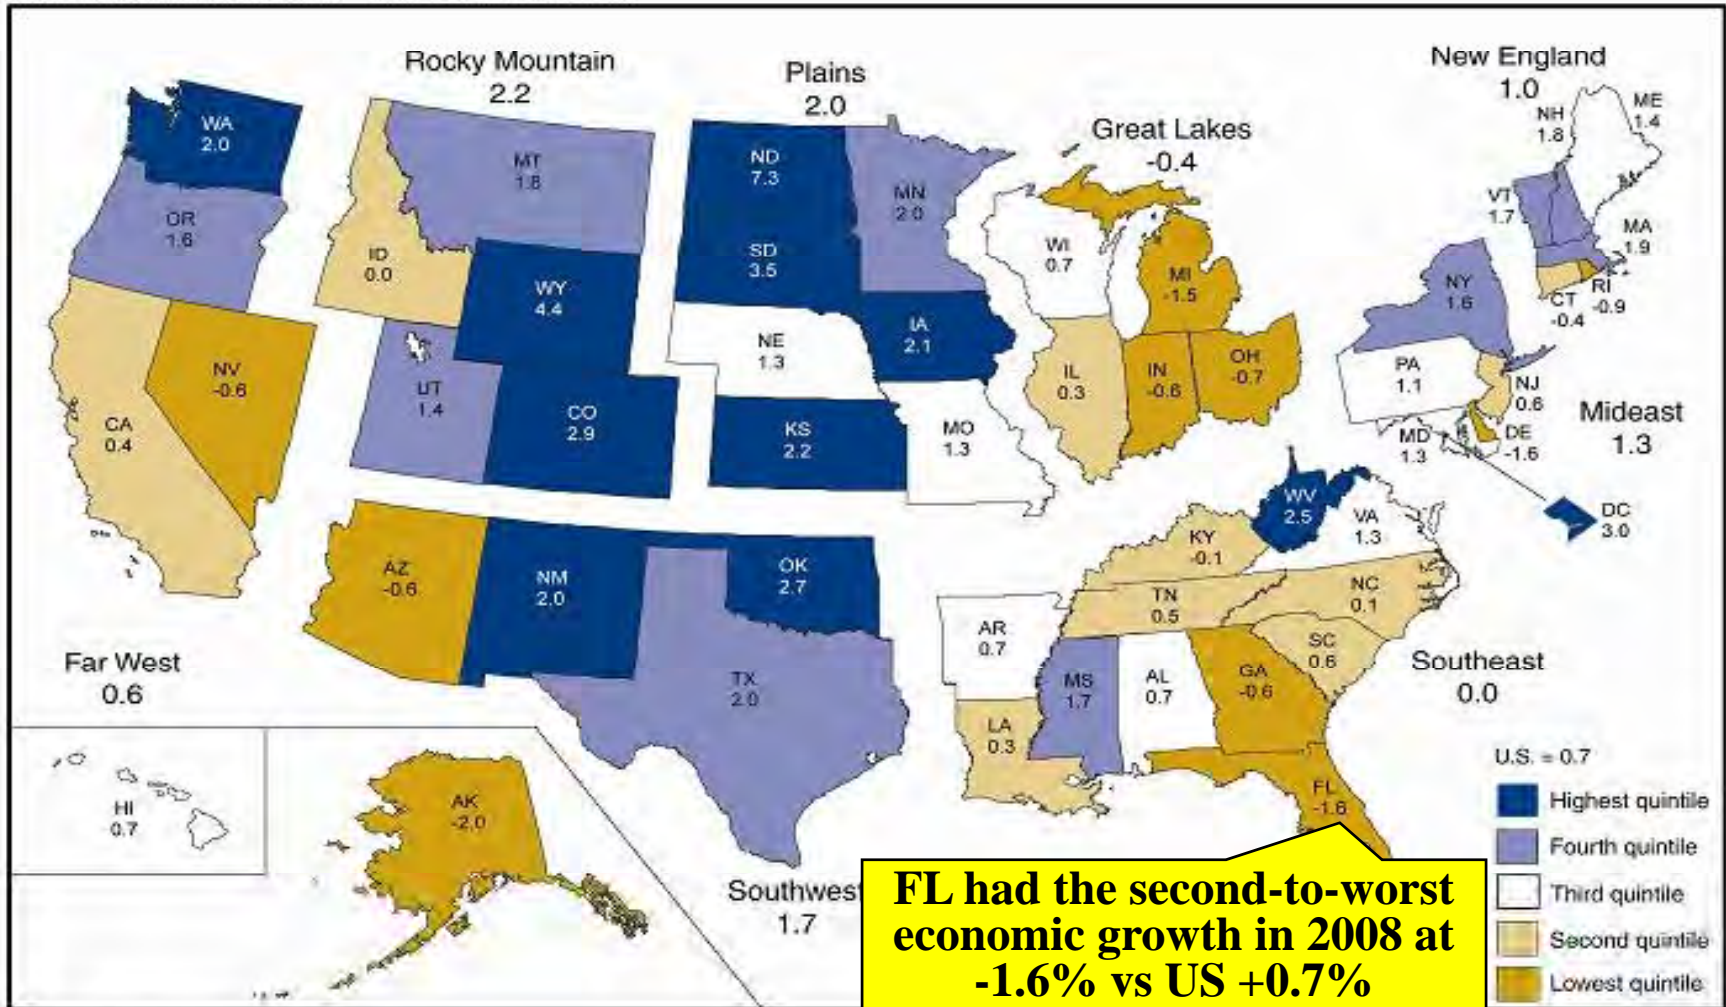 Rocky Mountain
2.2
Plains
2.0
New England
1.0
Great Lakes
-0.4
WA
2.0
OR
1.6
CA
0.4
NV
-0.6
ID
0.0
MT
1.8
WY
4.4
UT
1.4
CO
2.9
ND
7.3
SD
3.5
NE
1.3
KS
2.2
MN
2.0
IA
2.1
MO
1.3
WI
0.7
MI
-1.5
IL
0.3
IN
-0.6
OH
-0.7
NH
1.8
ME
1.4
VT
1.7
MA
1.9
RI
-0.9
CT
-0.4
NY
1.6
PA
1.1
NJ
0.6
MD
1.3
DE
-1.6
Mideast
1.3
DC
3.0
AZ
-0.6
NM
2.0
OK
2.7
TX
2.0
WV
2.5
VA
1.3
KY
-0.1
TN
0.5
NC
0.1
SC
0.6
AR
0.7
LA
0.3
MS
1.7
AL
0.7
GA
-0.6
FL
-1.6
Southeast
0.0
Far West
0.6
HI
0.7
AK
-2.0
Southwest
1.7
FL had the second-to-worst
economic growth in 2008 at
-1.6% vs US +0.7%
U.S. = 0.7
Highest quintile
Fourth quintile
Third quintile
Second quintile
Lowest quintile